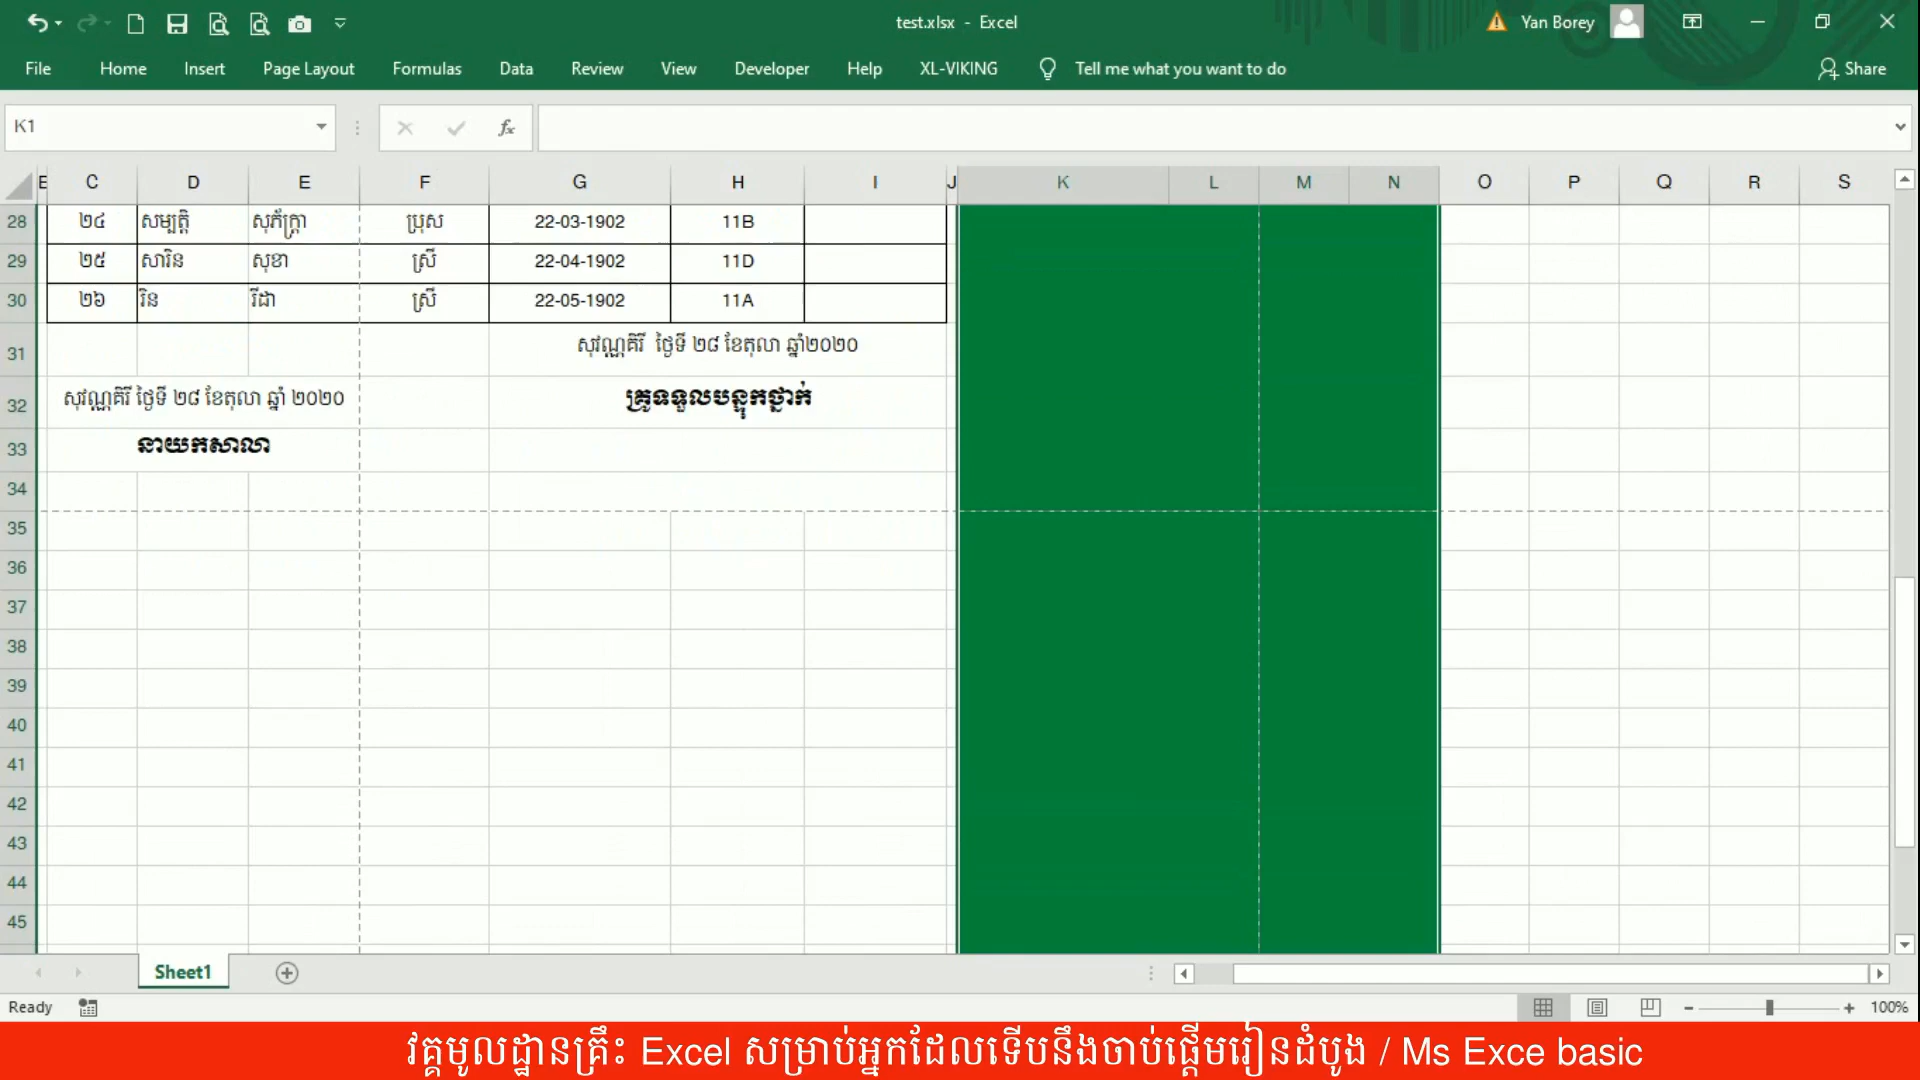 test.xlsx - Excel
Yan Borey
File Home Insert Page Layout Formulas Data Review View Developer Help XL-VIKING Tell me what you want to do Share
K1 fx
C D E F G H I J K L M N O P Q R S
28 ២៤ សម្បត្តិ សុភ័ក្ត្រា ប្រុស 22-03-1902 11B
29 ២៥ សារិន សុខា ស្រី 22-04-1902 11D
30 ២៦ រិន រីដា ស្រី 22-05-1902 11A
31 សុវណ្ណគិរី ថ្ងៃទី ២៨ ខែតុលា ឆ្នាំ២០២០
32 សុវណ្ណគិរី ថ្ងៃទី ២៨ ខែតុលា ឆ្នាំ ២០២០ គ្រូទទួលបន្ទុកថ្នាក់
33 នាយកសាលា
34
35
36
37
38
39
40
41
42
43
44
45
Sheet1
Ready 100%
វគ្គមូលដ្ឋានគ្រឹះ Excel សម្រាប់អ្នកដែលទើបនឹងចាប់ផ្តើមរៀនដំបូង / Ms Exce basic